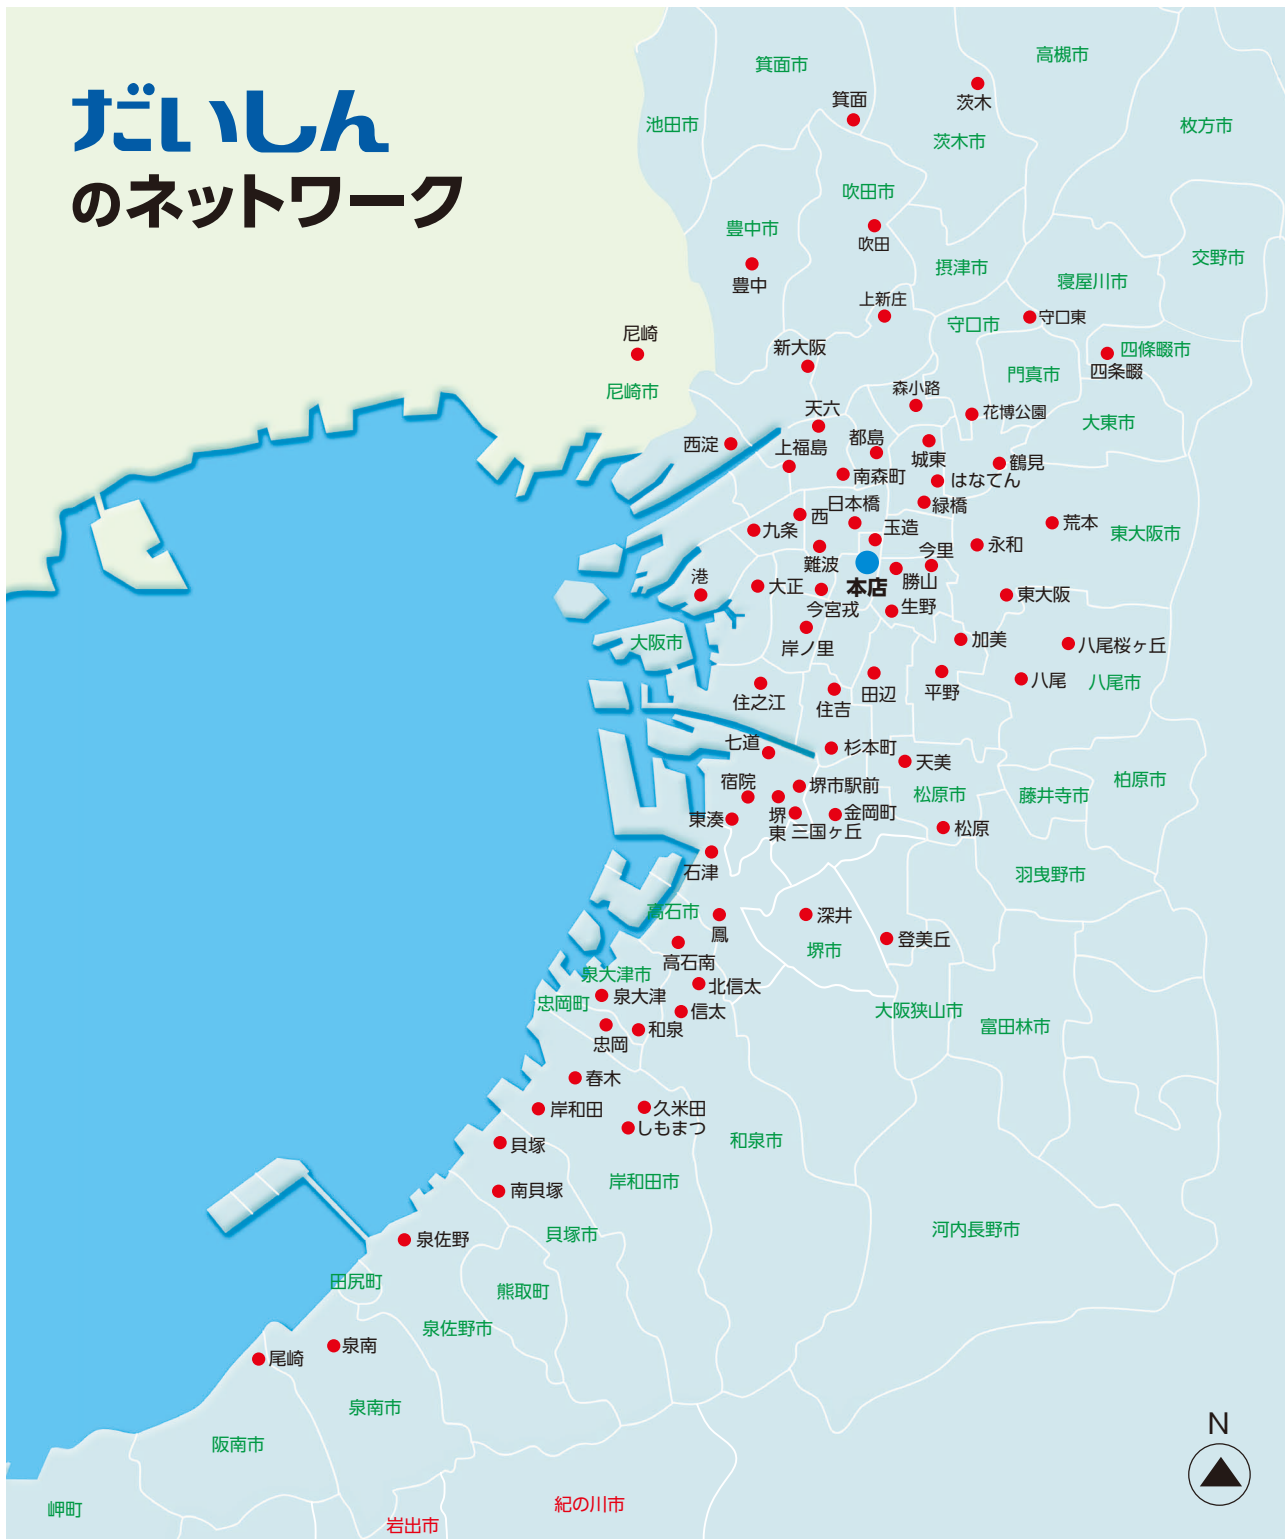 だいしん
のネットワーク
高槻市
箕面市
箕面
茨木
池田市
枚方市
茨木市
吹田市
豊中市
吹田
交野市
摂津市
豊中
寝屋川市
上新庄
守口市
守口東
尼崎
新大阪
四條畷市
四条畷
門真市
尼崎市
森小路
天六
花博公園
大東市
都島
西淀
上福島
城東
鶴見
南森町
はなてん
日本橋
緑橋
西
荒本
九条
玉造
東大阪市
永和
今里
難波
港
勝山
大正
本店
東大阪
今宮戎
生野
大阪市
岸ノ里
加美
八尾桜ヶ丘
八尾
八尾市
住之江
住吉
田辺
平野
七道
杉本町
天美
柏原市
宿院
堺市駅前
松原市
藤井寺市
東湊
堺東
三国ヶ丘
金岡町
松原
石津
羽曳野市
高石市
鳳
深井
登美丘
堺市
高石南
泉大津市
北信太
泉大津
忠岡町
信太
大阪狭山市
富田林市
忠岡
和泉
春木
岸和田
久米田
しもまつ
和泉市
貝塚
岸和田市
南貝塚
河内長野市
泉佐野
貝塚市
田尻町
熊取町
泉佐野市
泉南
尾崎
泉南市
阪南市
N
岬町
紀の川市
岩出市